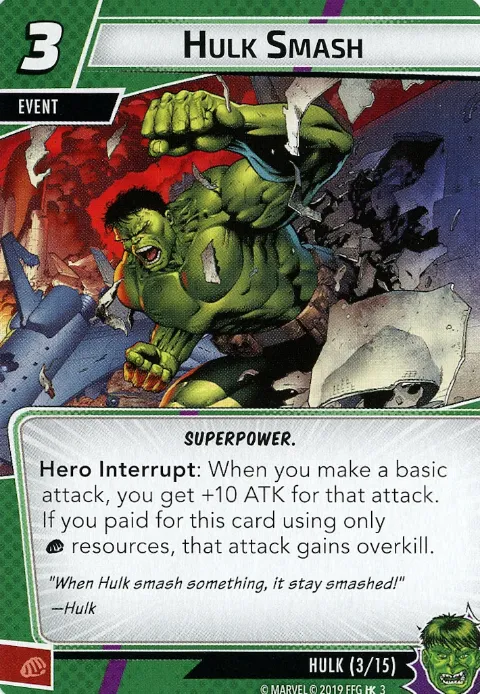 3
HULK SMASH
EVENT
SUPERPOWER.
Hero Interrupt: When you make a basic
attack, you get +10 ATK for that attack.
If you paid for this card using only
resources, that attack gains overkill.
"When Hulk smash something, it stay smashed!"
—Hulk
HULK (3/15)
© MARVEL © 2019 FFG HK 3